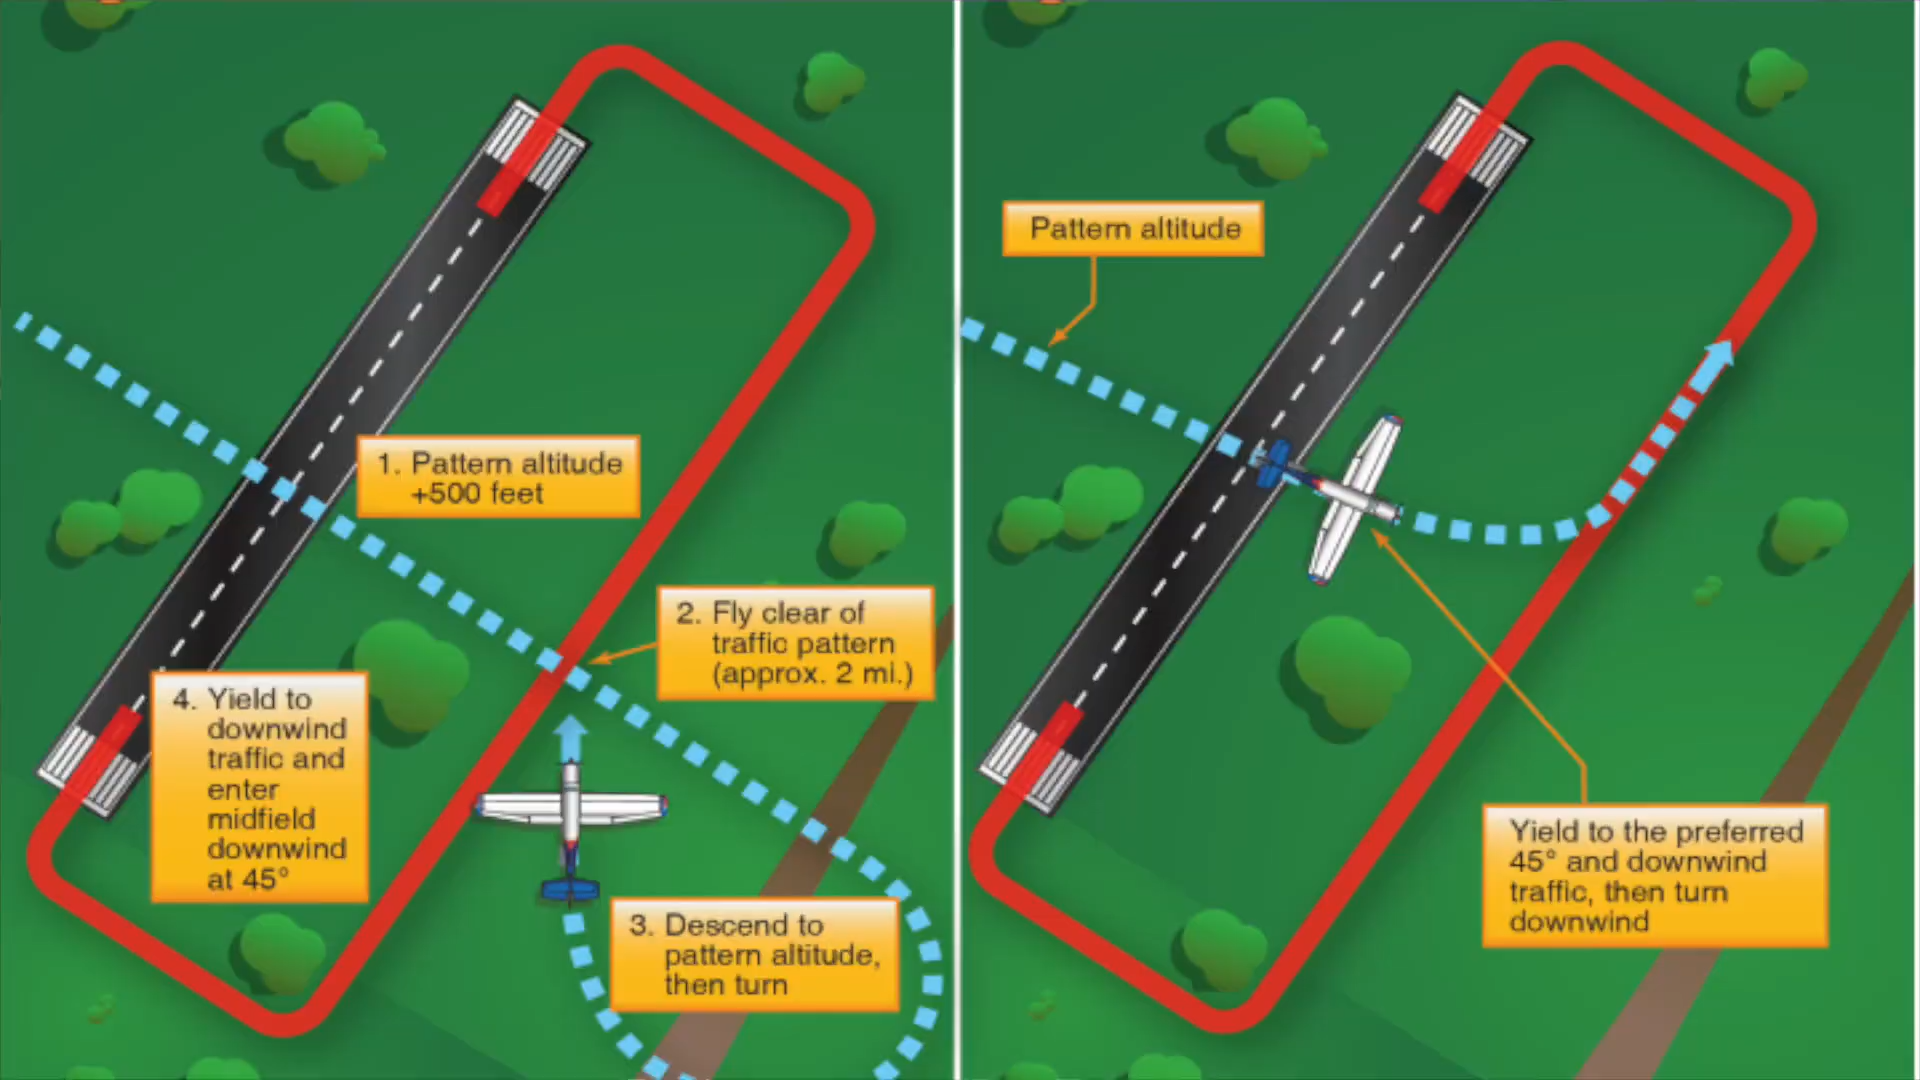 1. Pattern altitude
+500 feet
2. Fly clear of
traffic pattern
(approx. 2 mi.)
4. Yield to
downwind
traffic and
enter
midfield
downwind
at 45°
3. Descend to
pattern altitude,
then turn
Pattern altitude
Yield to the preferred
45° and downwind
traffic, then turn
downwind